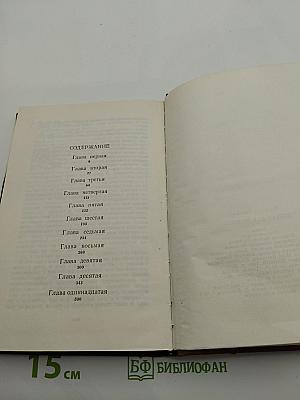 СОДЕРЖАНИЕ
Глава первая
Глава вторая
Глава третья
Глава четвертая
Глава пятая
Глава шестая
Глава седьмая
Глава восьмая
Глава девятая
Глава десятая
Глава одиннадцатая
15 см
БФ БИБЛИОФАН